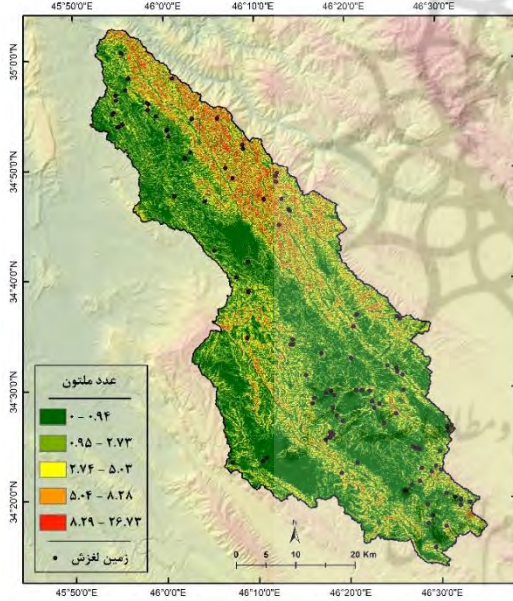 45°50'0"E 46°0'0"E 46°10'0"E 46°20'0"E 46°30'0"E
35°0'0"N
34°50'0"N
34°40'0"N
34°30'0"N
34°20'0"N
عدد ملتون
۰ - ۰.۹۴
۰.۹۵ - ۲.۷۳
۲.۷۴ - ۵.۰۳
۵.۰۴ - ۸.۲۸
۸.۲۹ - ۲۶.۷۳
زمین لغزش
N
0 10 20 Km
45°50'0"E 46°0'0"E 46°10'0"E 46°20'0"E 46°30'0"E